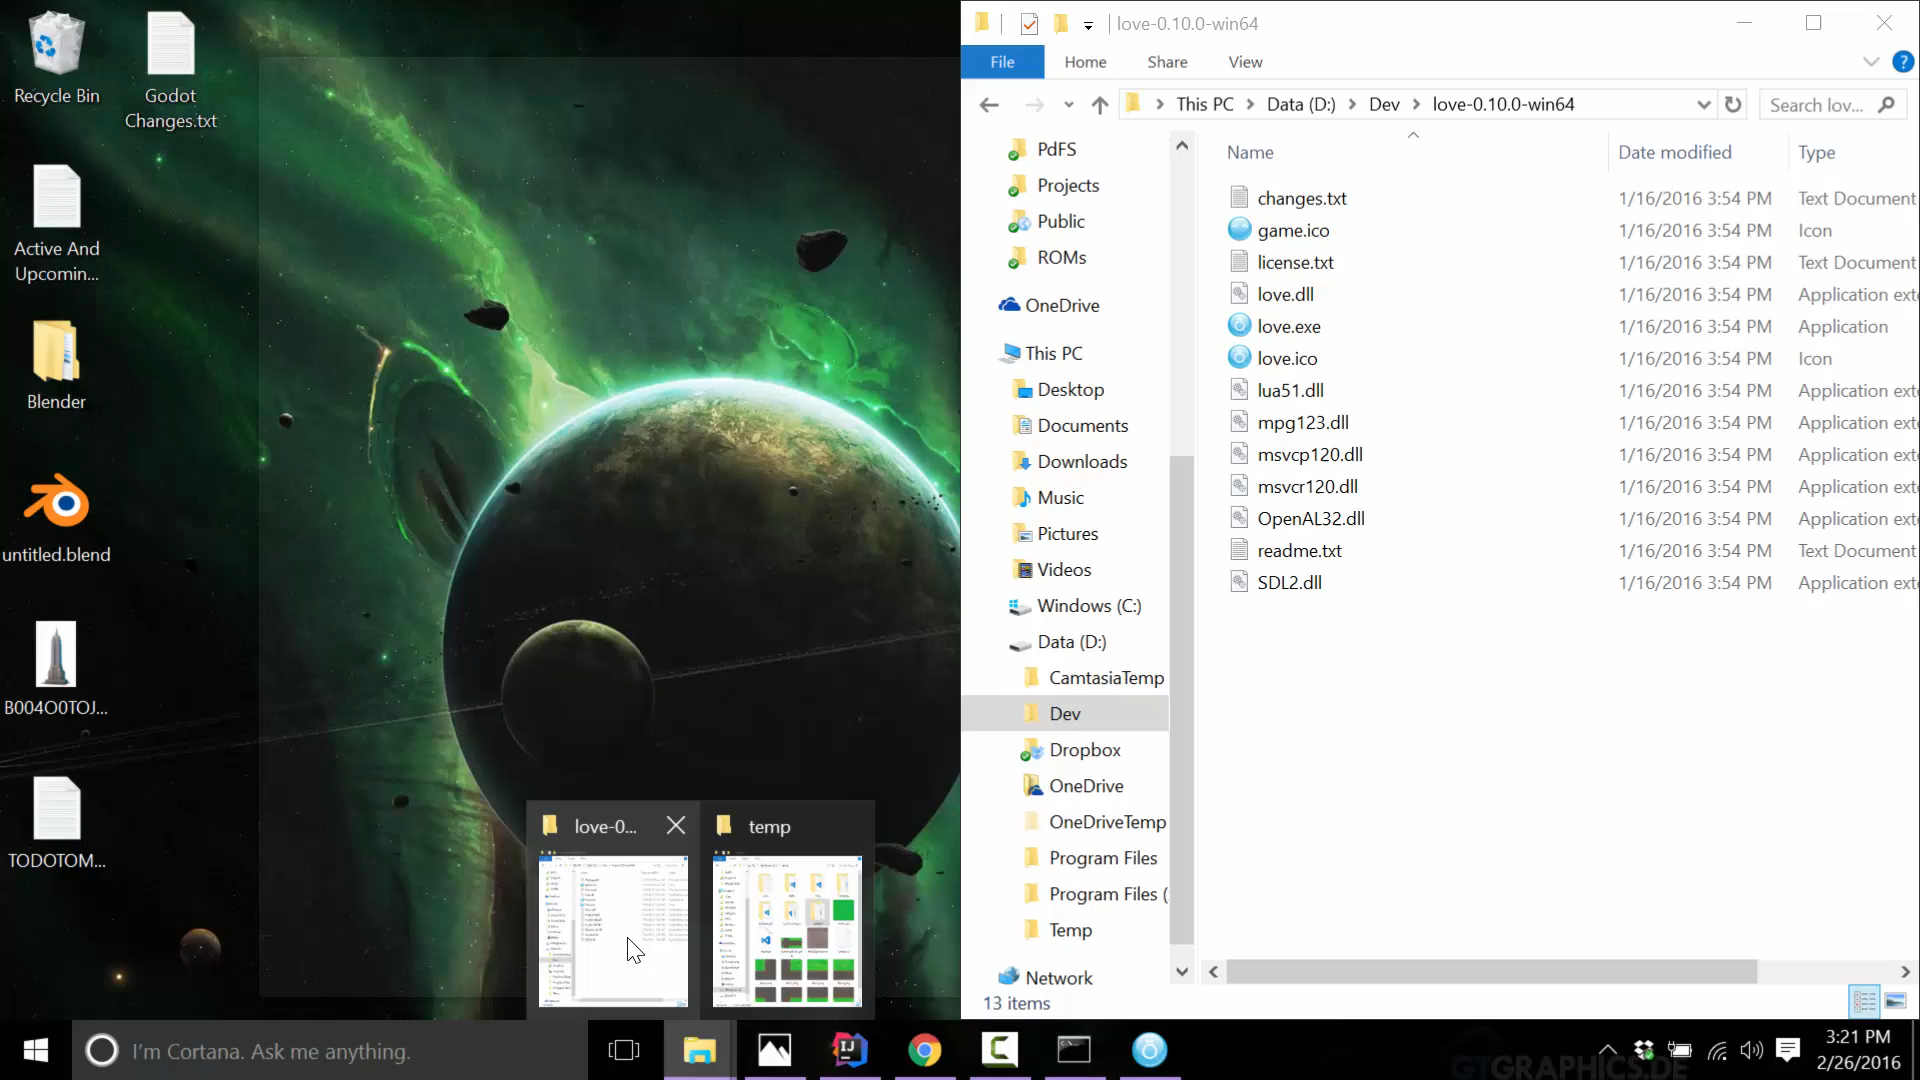 Recycle Bin
Godot
Changes.txt
Active And
Upcomin...
Blender
untitled.blend
B004O0TOJ...
TODOTOM...
love-0.10.0-win64
File
Home
Share
View
This PC
Data (D:)
Dev
love-0.10.0-win64
Search lov...
PdFS
Projects
Public
ROMs
OneDrive
This PC
Desktop
Documents
Downloads
Music
Pictures
Videos
Windows (C:)
Data (D:)
CamtasiaTemp
Dev
Dropbox
OneDrive
OneDriveTemp
Program Files
Program Files (
Temp
Network
Name Date modified Type
changes.txt 1/16/2016 3:54 PM Text Document
game.ico 1/16/2016 3:54 PM Icon
license.txt 1/16/2016 3:54 PM Text Document
love.dll 1/16/2016 3:54 PM Application exte
love.exe 1/16/2016 3:54 PM Application
love.ico 1/16/2016 3:54 PM Icon
lua51.dll 1/16/2016 3:54 PM Application exte
mpg123.dll 1/16/2016 3:54 PM Application exte
msvcp120.dll 1/16/2016 3:54 PM Application exte
msvcr120.dll 1/16/2016 3:54 PM Application exte
OpenAL32.dll 1/16/2016 3:54 PM Application exte
readme.txt 1/16/2016 3:54 PM Text Document
SDL2.dll 1/16/2016 3:54 PM Application exte
13 items
love-0...
temp
I'm Cortana. Ask me anything.
IJ
GTGRAPHICS.DE
3:21 PM
2/26/2016